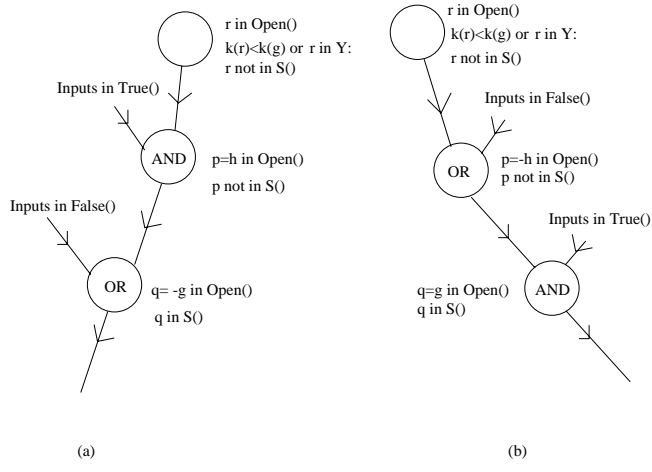 r in Open()
k(r)<k(g) or r in Y:
r not in S()
Inputs in True()
AND
p=h in Open()
p not in S()
Inputs in False()
OR
q= -g in Open()
q in S()
(a)
r in Open()
k(r)<k(g) or r in Y:
r not in S()
Inputs in False()
OR
p=-h in Open()
p not in S()
Inputs in True()
q=g in Open()
q in S()
AND
(b)